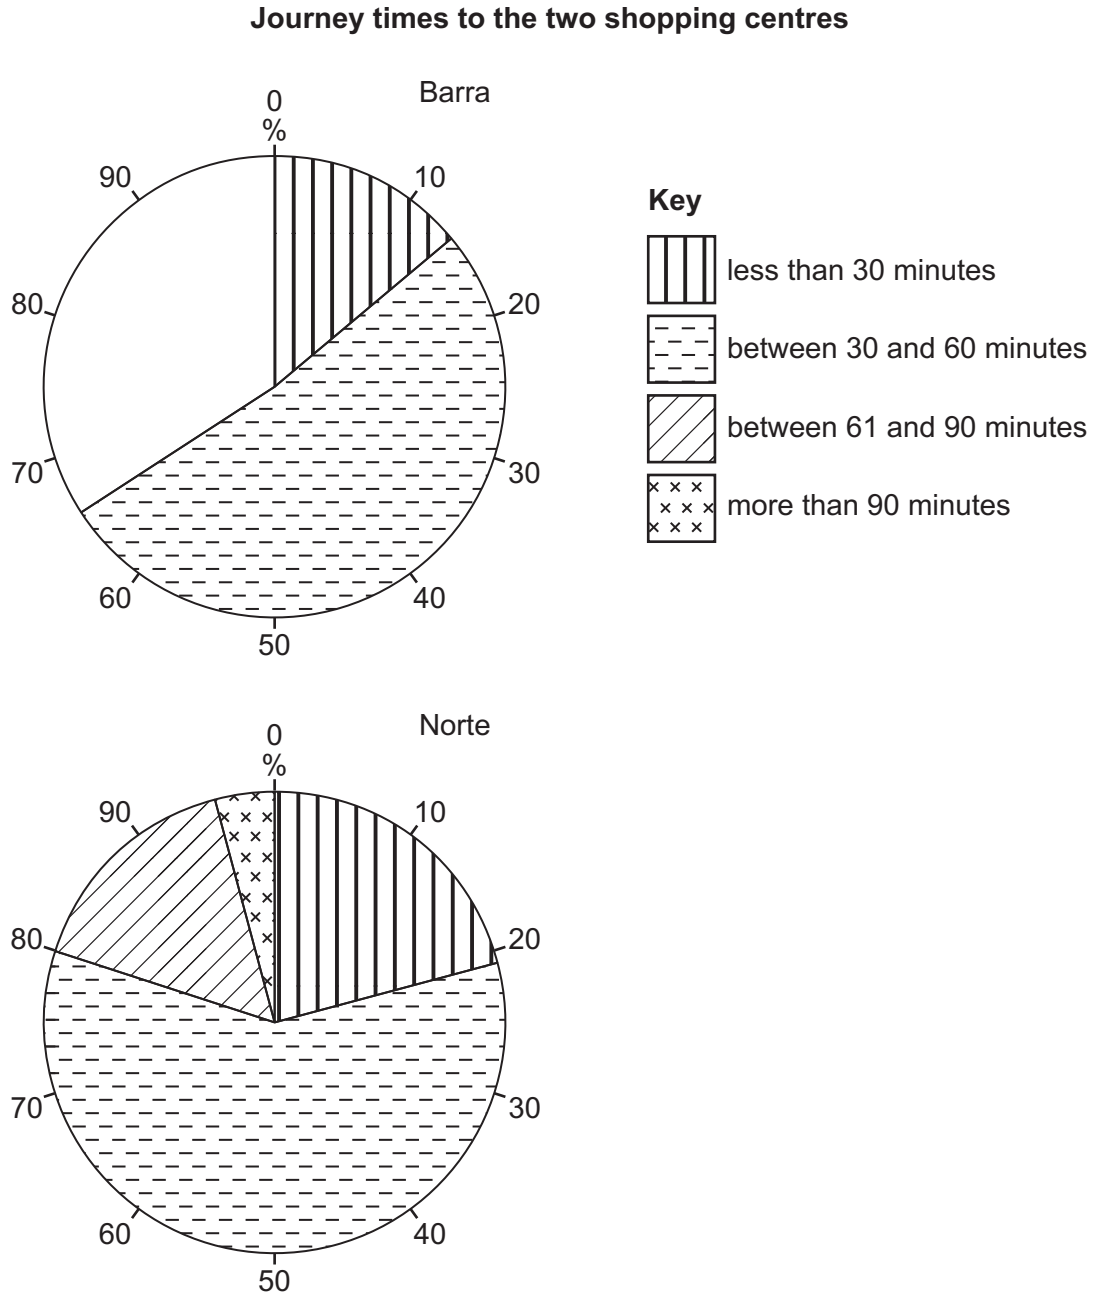 Journey times to the two shopping centres
Barra
0
%
10
20
30
40
50
60
70
80
90
Key
less than 30 minutes
between 30 and 60 minutes
between 61 and 90 minutes
more than 90 minutes
Norte
0
%
10
20
30
40
50
60
70
80
90